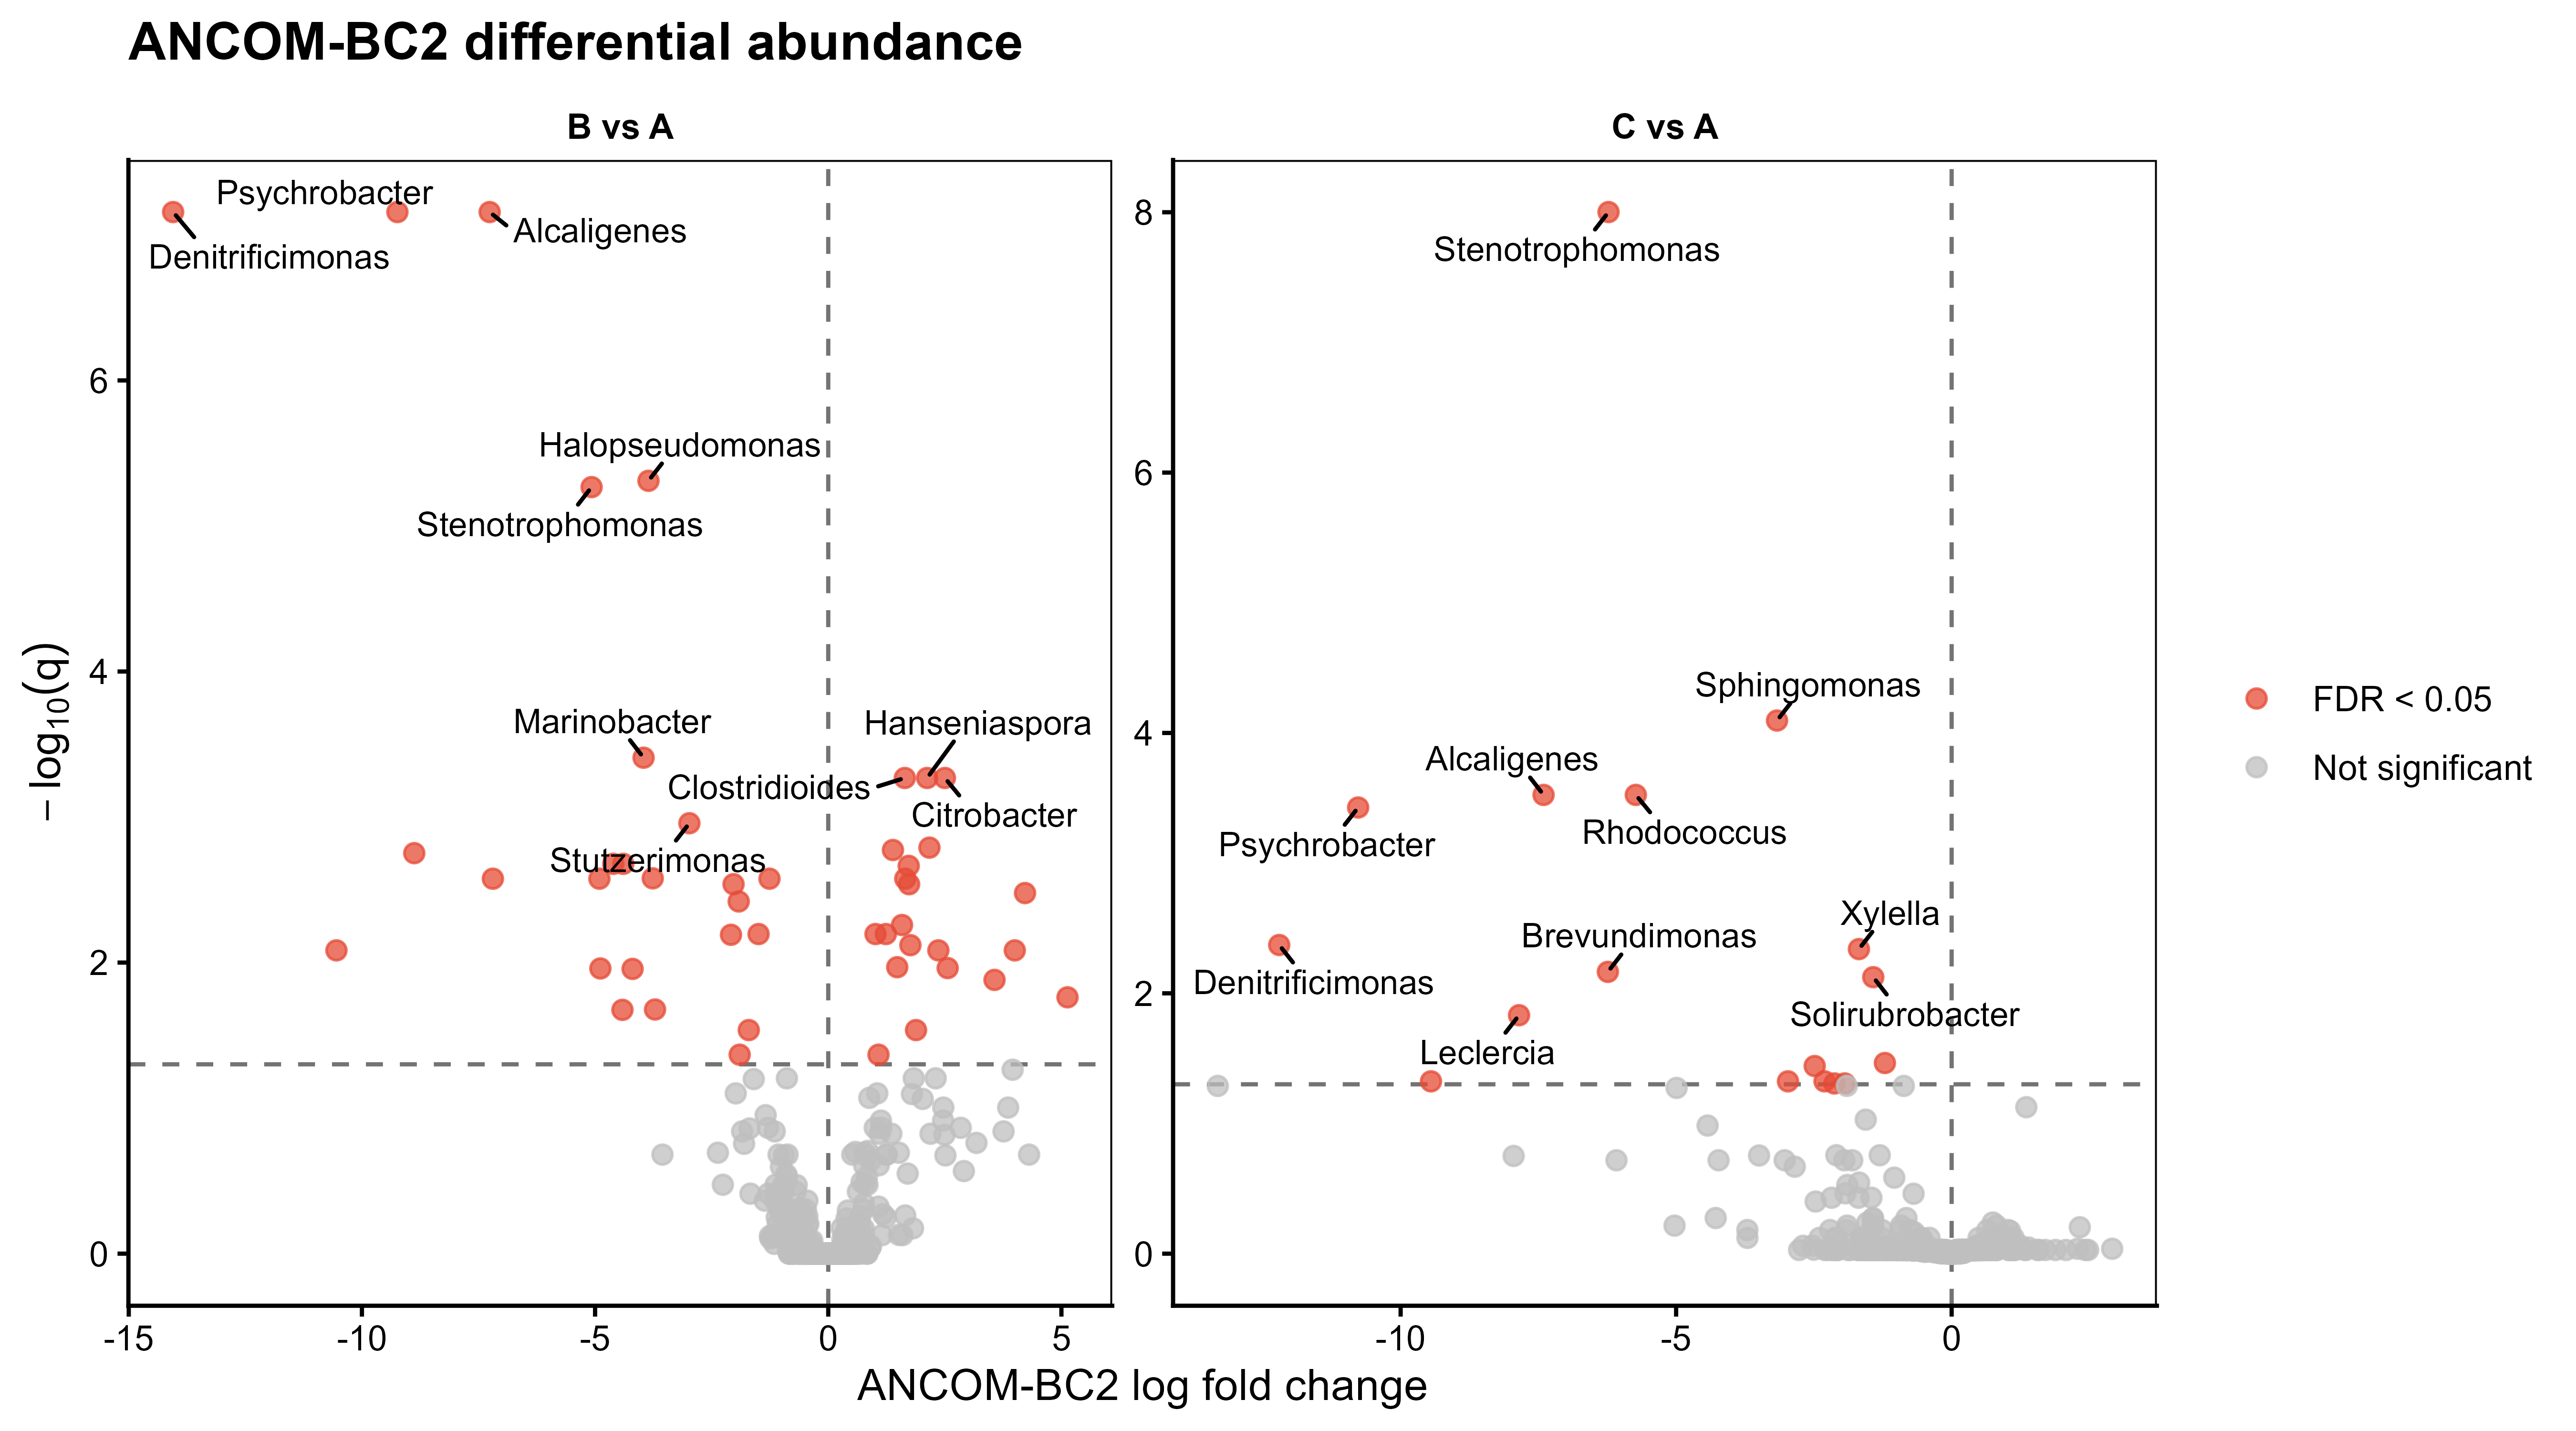 ANCOM-BC2 differential abundance
B vs A
C vs A
Psychrobacter
Alcaligenes
Denitrificimonas
Halopseudomonas
Stenotrophomonas
Marinobacter
Hanseniaspora
Clostridioides
Citrobacter
Stutzerimonas
6
4
2
0
-15
-10
-5
0
5
Stenotrophomonas
Sphingomonas
Alcaligenes
Rhodococcus
Psychrobacter
Xylella
Brevundimonas
Denitrificimonas
Solirubrobacter
Leclercia
8
6
4
2
0
-10
-5
0
− log10(q)
ANCOM-BC2 log fold change
FDR < 0.05
Not significant